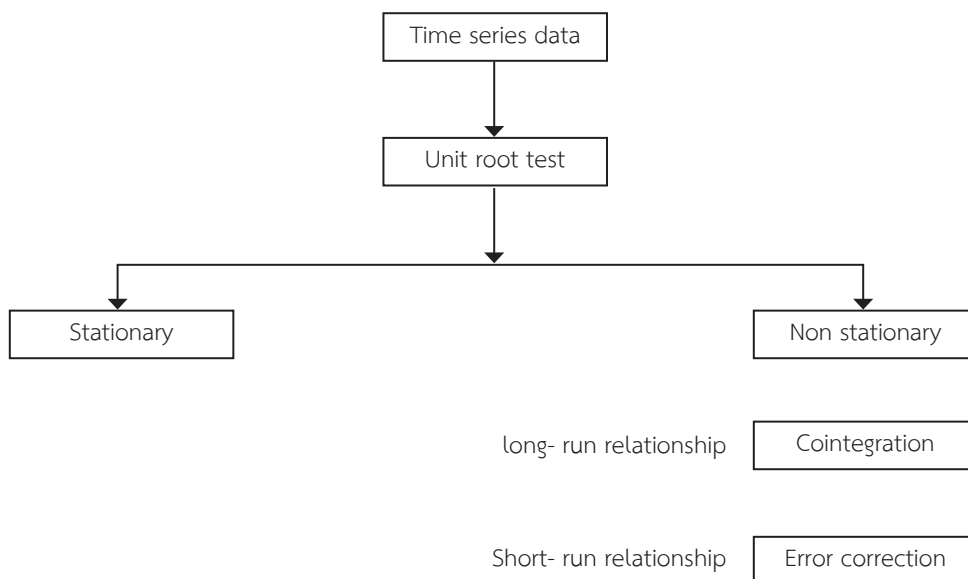 Time series data
Unit root test
Stationary
Non stationary
long- run relationship
Cointegration
Short- run relationship
Error correction